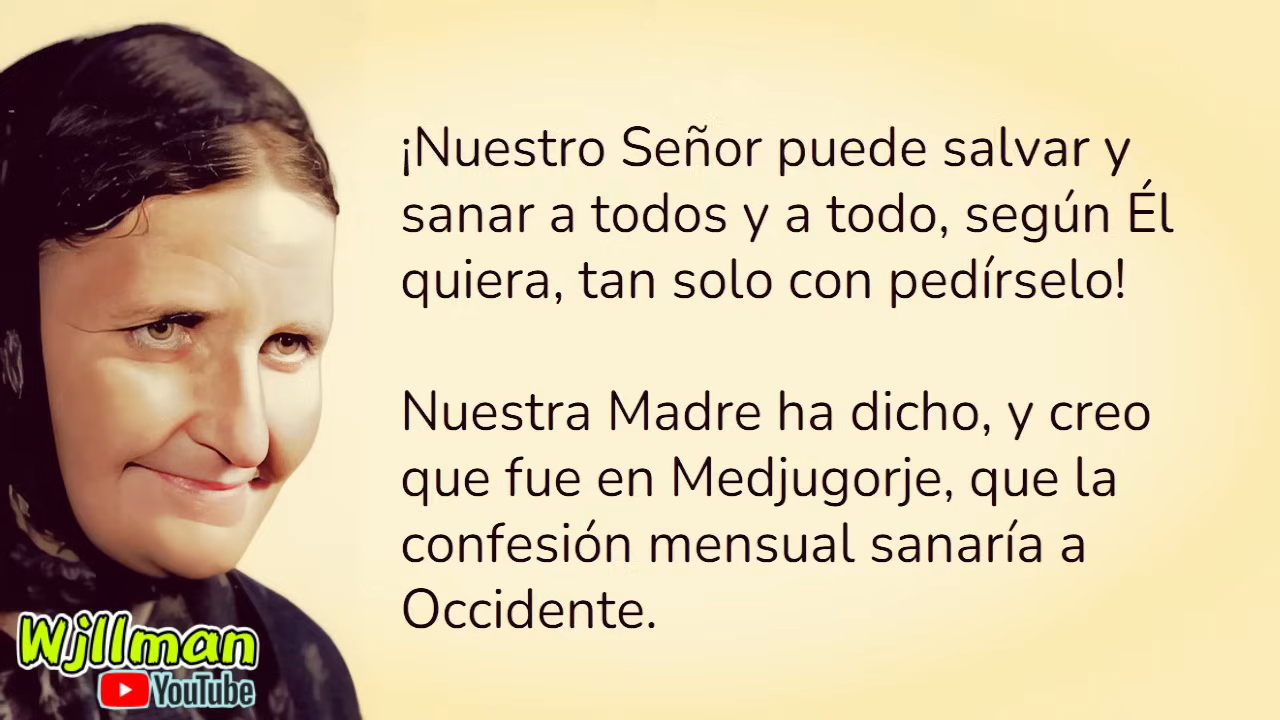 ¡Nuestro Señor puede salvar y
sanar a todos y a todo, según Él
quiera, tan solo con pedírselo!
Nuestra Madre ha dicho, y creo
que fue en Medjugorje, que la
confesión mensual sanaría a
Occidente.
Wjllman
YouTube